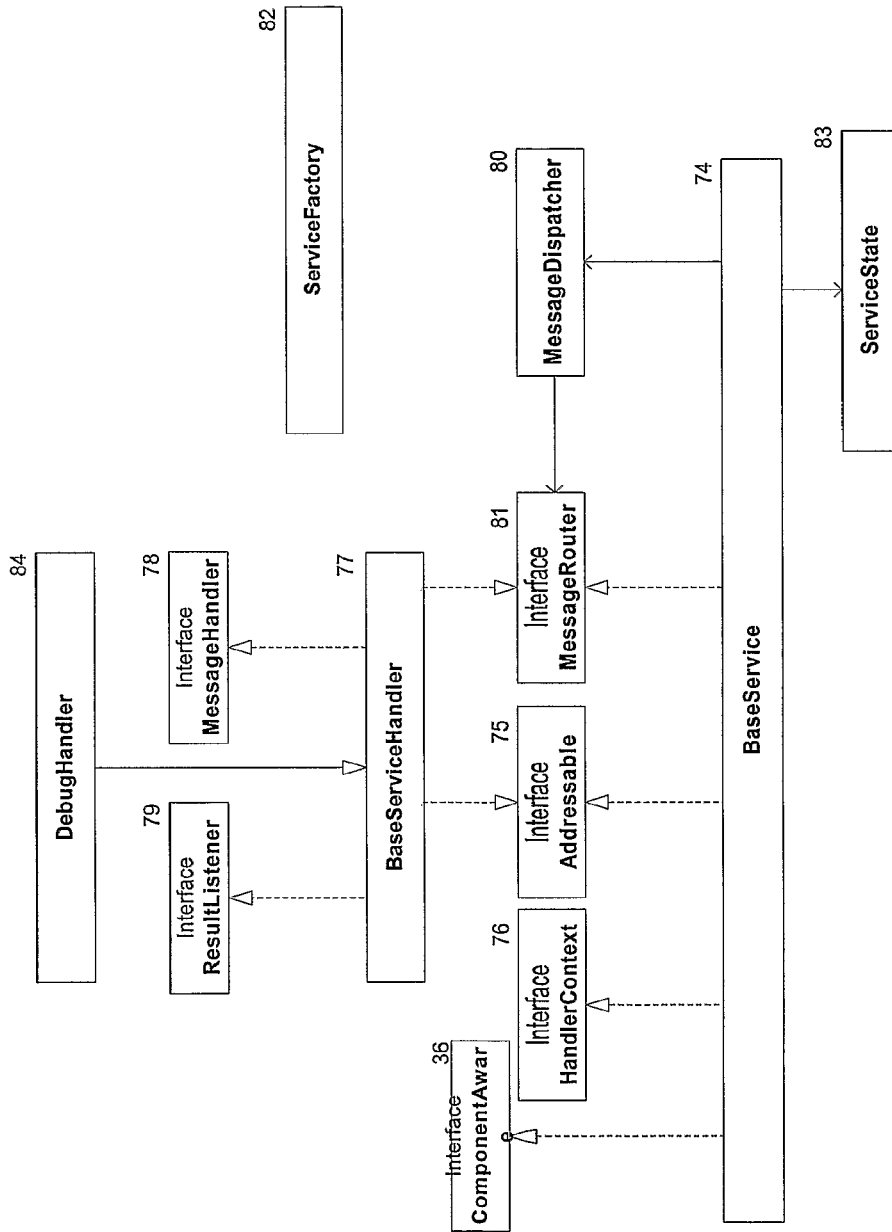 84
DebugHandler
79
Interface
ResultListener
78
Interface
MessageHandler
82
ServiceFactory
77
BaseServiceHandler
36
Interface
ComponentAwar
e
76
Interface
HandlerContext
75
Interface
Addressable
81
Interface
MessageRouter
80
MessageDispatcher
74
BaseService
83
ServiceState